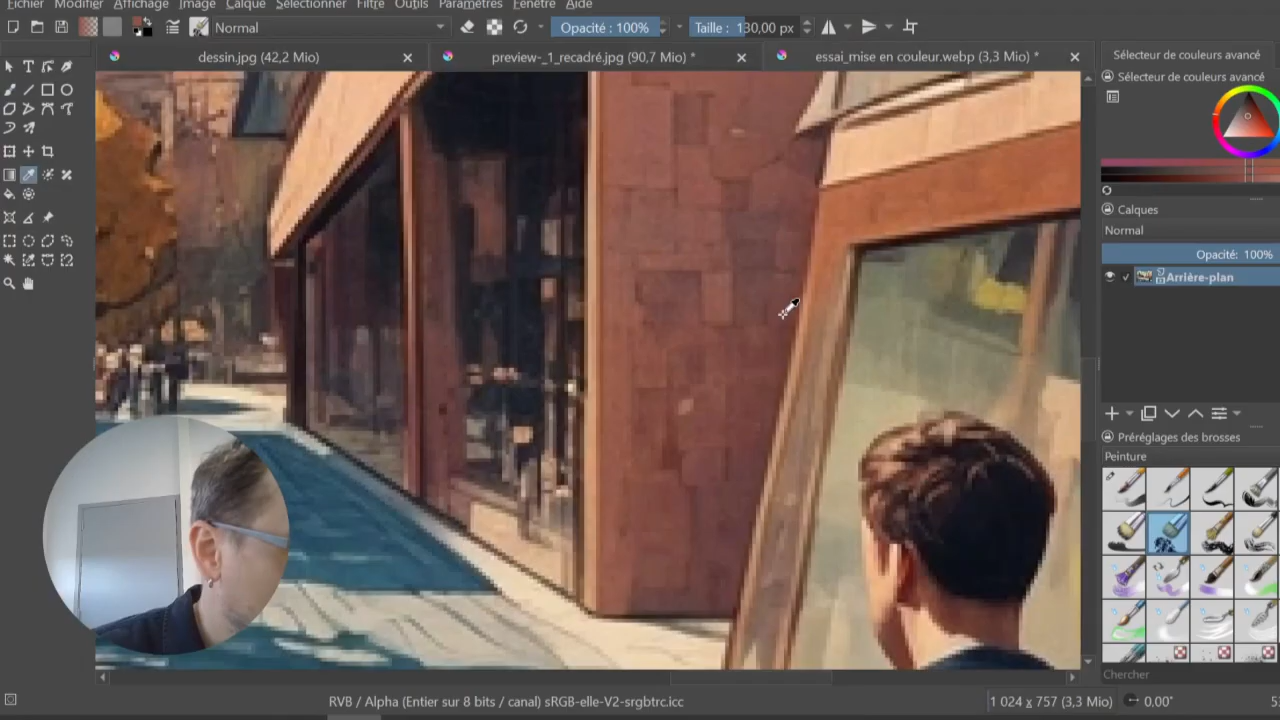 Fichier Modifier Affichage Image Calque Sélectionner Filtre Outils Paramètres Fenêtre Aide
Normal Opacité : 100% Taille : 130,00 px
dessin.jpg (42,2 Mio) preview-_1_recadré.jpg (90,7 Mio) * essai_mise en couleur.webp (3,3 Mio) *
Sélecteur de couleurs avancé
Sélecteur de couleurs avancé
Calques
Normal
Opacité: 100%
Arrière-plan
Préréglages des brosses
Peinture
Chercher
RVB / Alpha (Entier sur 8 bits / canal) sRGB-elle-V2-srgbtrc.icc 1 024 x 757 (3,3 Mio) 0.00°